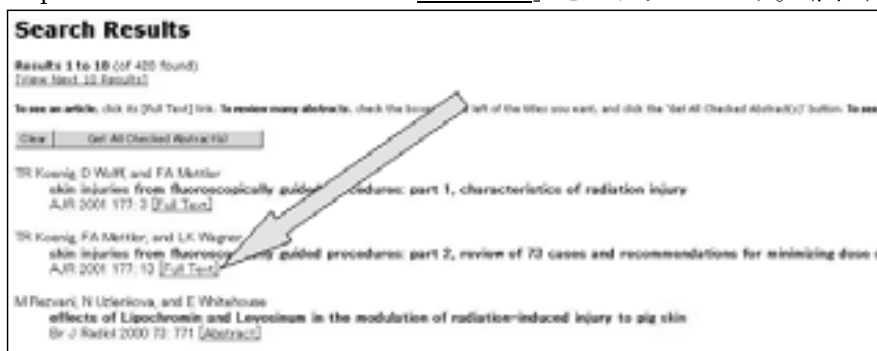 Search Results
Results 1 to 10 (of 420 found)
[View Next 10 Results]
To see an article, click its [Full Text] link. To review many abstracts, check the boxes left of the titles you want, and click the 'Get All Checked Abstract(s)' button. To see
Clear Get All Checked Abstract(s)
TR Koenig, D Wolff, and FA Mettler
skin injuries from fluoroscopically guided procedures: part 1, characteristics of radiation injury
AJR 2001 177: 3 [Full Text]
TR Koenig, FA Mettler, and LK Wagner
skin injuries from guided procedures: part 2, review of 73 cases and recommendations for minimizing dose
AJR 2001 177: 13 [Full Text]
M Rezvani, N Uzlenkova, and E Whitehouse
effects of Lipochromin and Levosinum in the modulation of radiation-induced injury to pig skin
Br J Radiol 2000 73: 771 [Abstract]